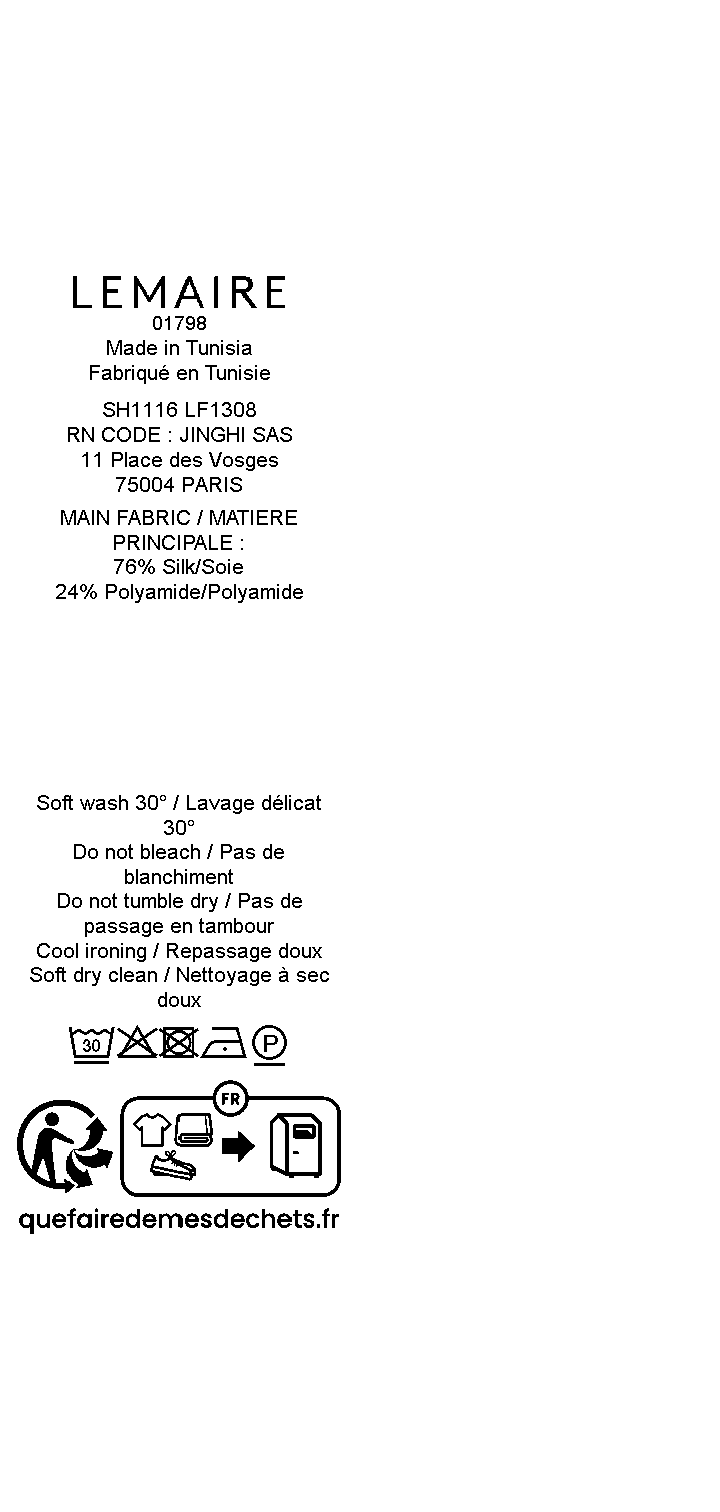 LEMAIRE
01798
Made in Tunisia
Fabriqué en Tunisie
SH1116 LF1308
RN CODE : JINGHI SAS
11 Place des Vosges
75004 PARIS
MAIN FABRIC / MATIERE
PRINCIPALE :
76% Silk/Soie
24% Polyamide/Polyamide
Soft wash 30° / Lavage délicat
30°
Do not bleach / Pas de
blanchiment
Do not tumble dry / Pas de
passage en tambour
Cool ironing / Repassage doux
Soft dry clean / Nettoyage à sec
doux
30 P
FR
quefairedemesdechets.fr